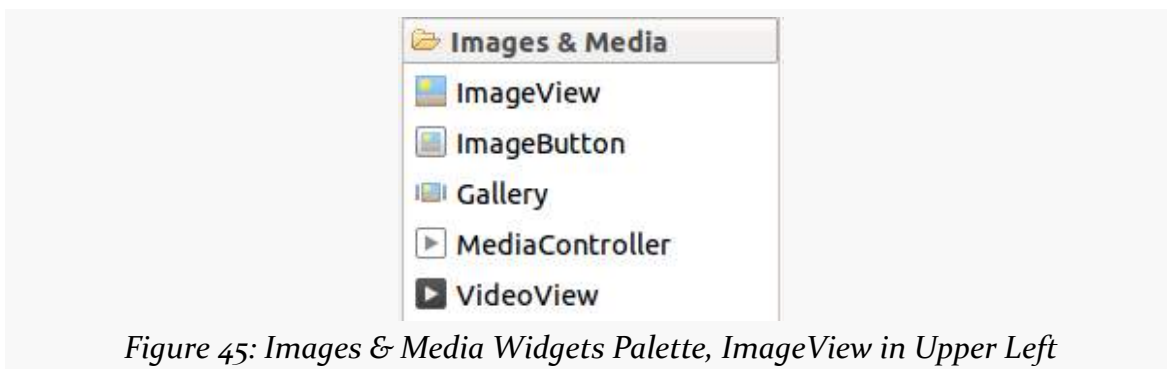 Images & Media
ImageView
ImageButton
Gallery
MediaController
VideoView
Figure 45: Images & Media Widgets Palette, ImageView in Upper Left